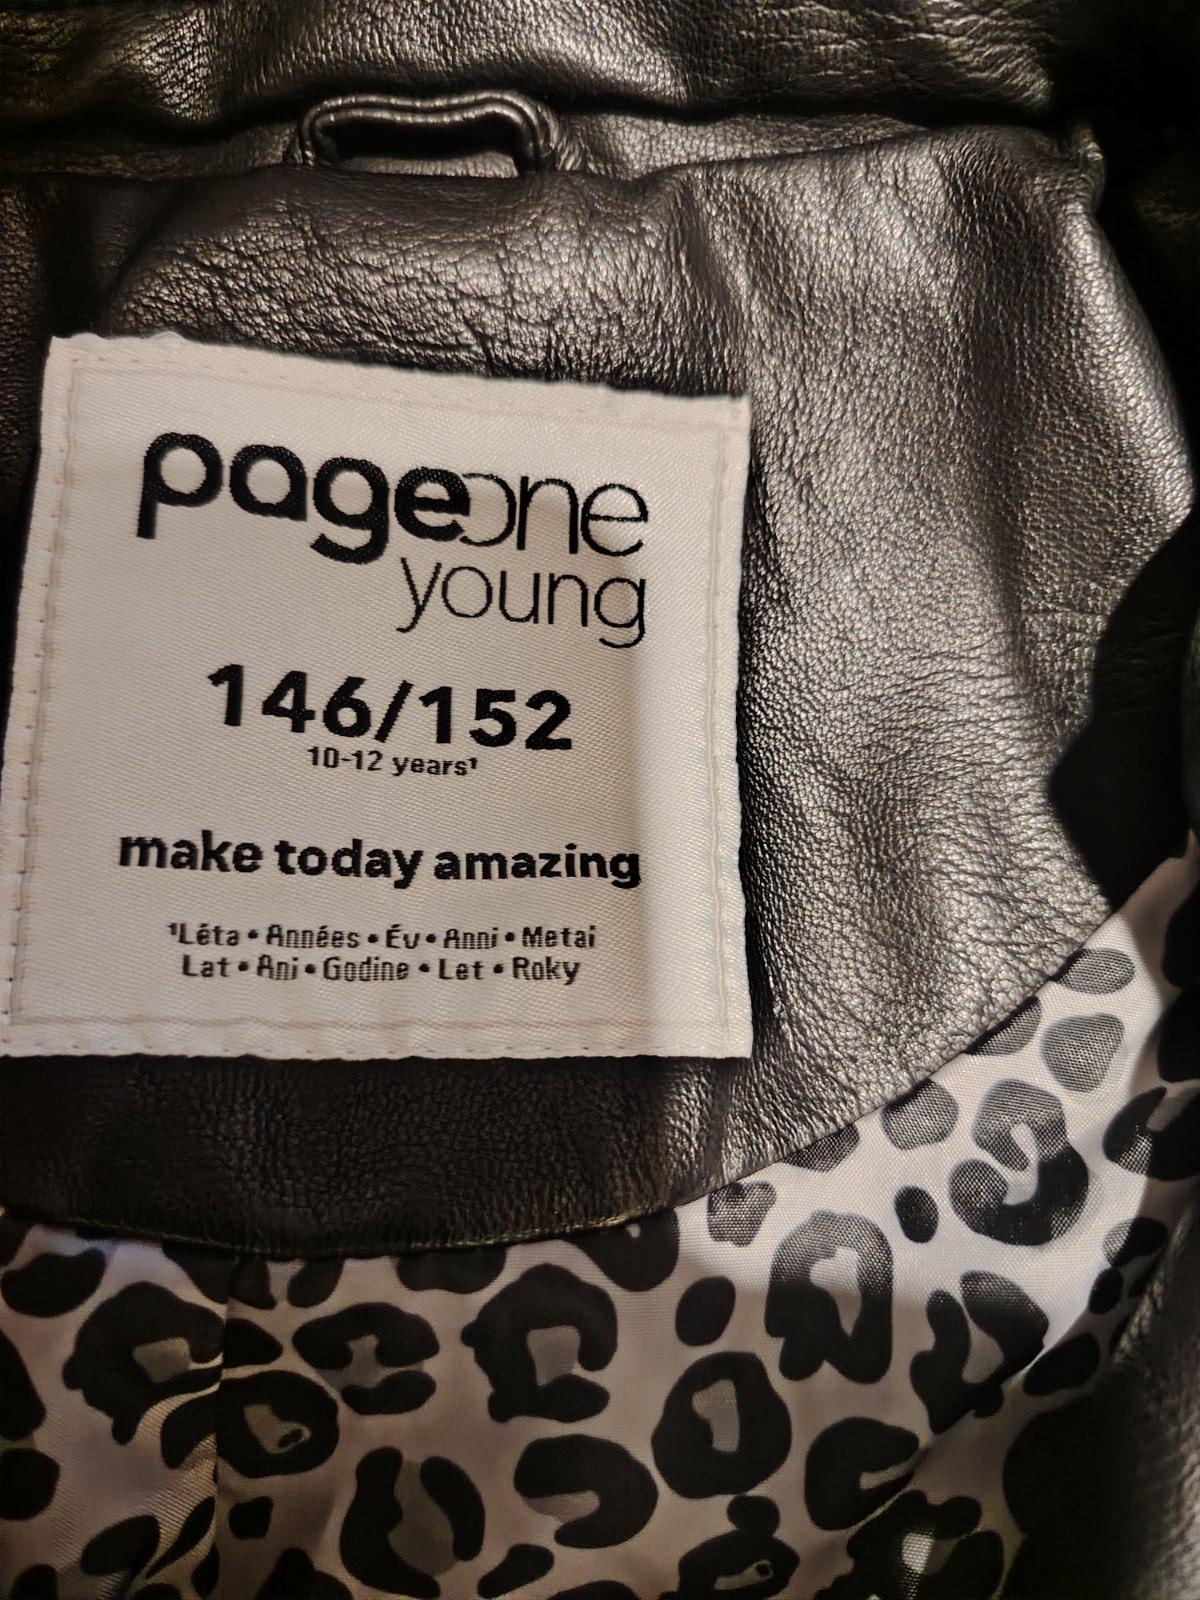 pageone
young
146/152
10-12 years¹
make today amazing
¹Léta • Années • Év • Anni • Metai
Lat • Ani • Godine • Let • Roky